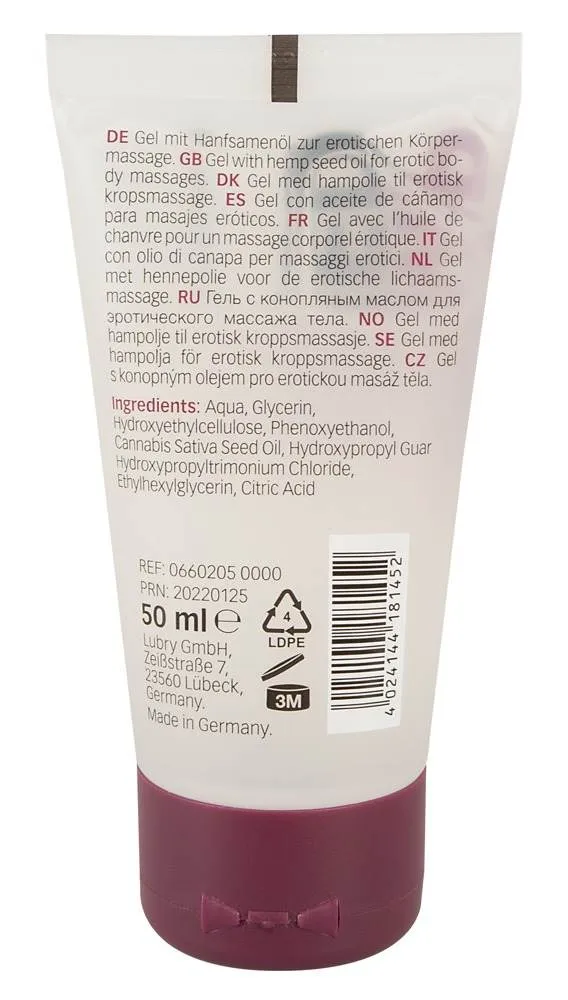 DE Gel mit Hanfsamenöl zur erotischen Körper-
massage. GB Gel with hemp seed oil for erotic bo-
dy massages. DK Gel med hampolie til erotisk
kropsmassage. ES Gel con aceite de cáñamo
para masajes eróticos. FR Gel avec l'huile de
chanvre pour un massage corporel érotique. IT Gel
con olio di canapa per massaggi erotici. NL Gel
met hennepolie voor de erotische lichaams-
massage. RU Гель с конопляным маслом для
эротического массажа тела. NO Gel med
hampolje til erotisk kroppsmassasje. SE Gel med
hampolja för erotisk kroppsmassage. CZ Gel
s konopným olejem pro erotickou masáž těla.
Ingredients: Aqua, Glycerin,
Hydroxyethylcellulose, Phenoxyethanol,
Cannabis Sativa Seed Oil, Hydroxypropyl Guar
Hydroxypropyltrimonium Chloride,
Ethylhexylglycerin, Citric Acid
REF: 0660205 0000
PRN: 20220125
50 ml ℮
Lubry GmbH,
Zeißstraße 7,
23560 Lübeck,
Germany.
Made in Germany.
4
LDPE
3M
4 024144 181452